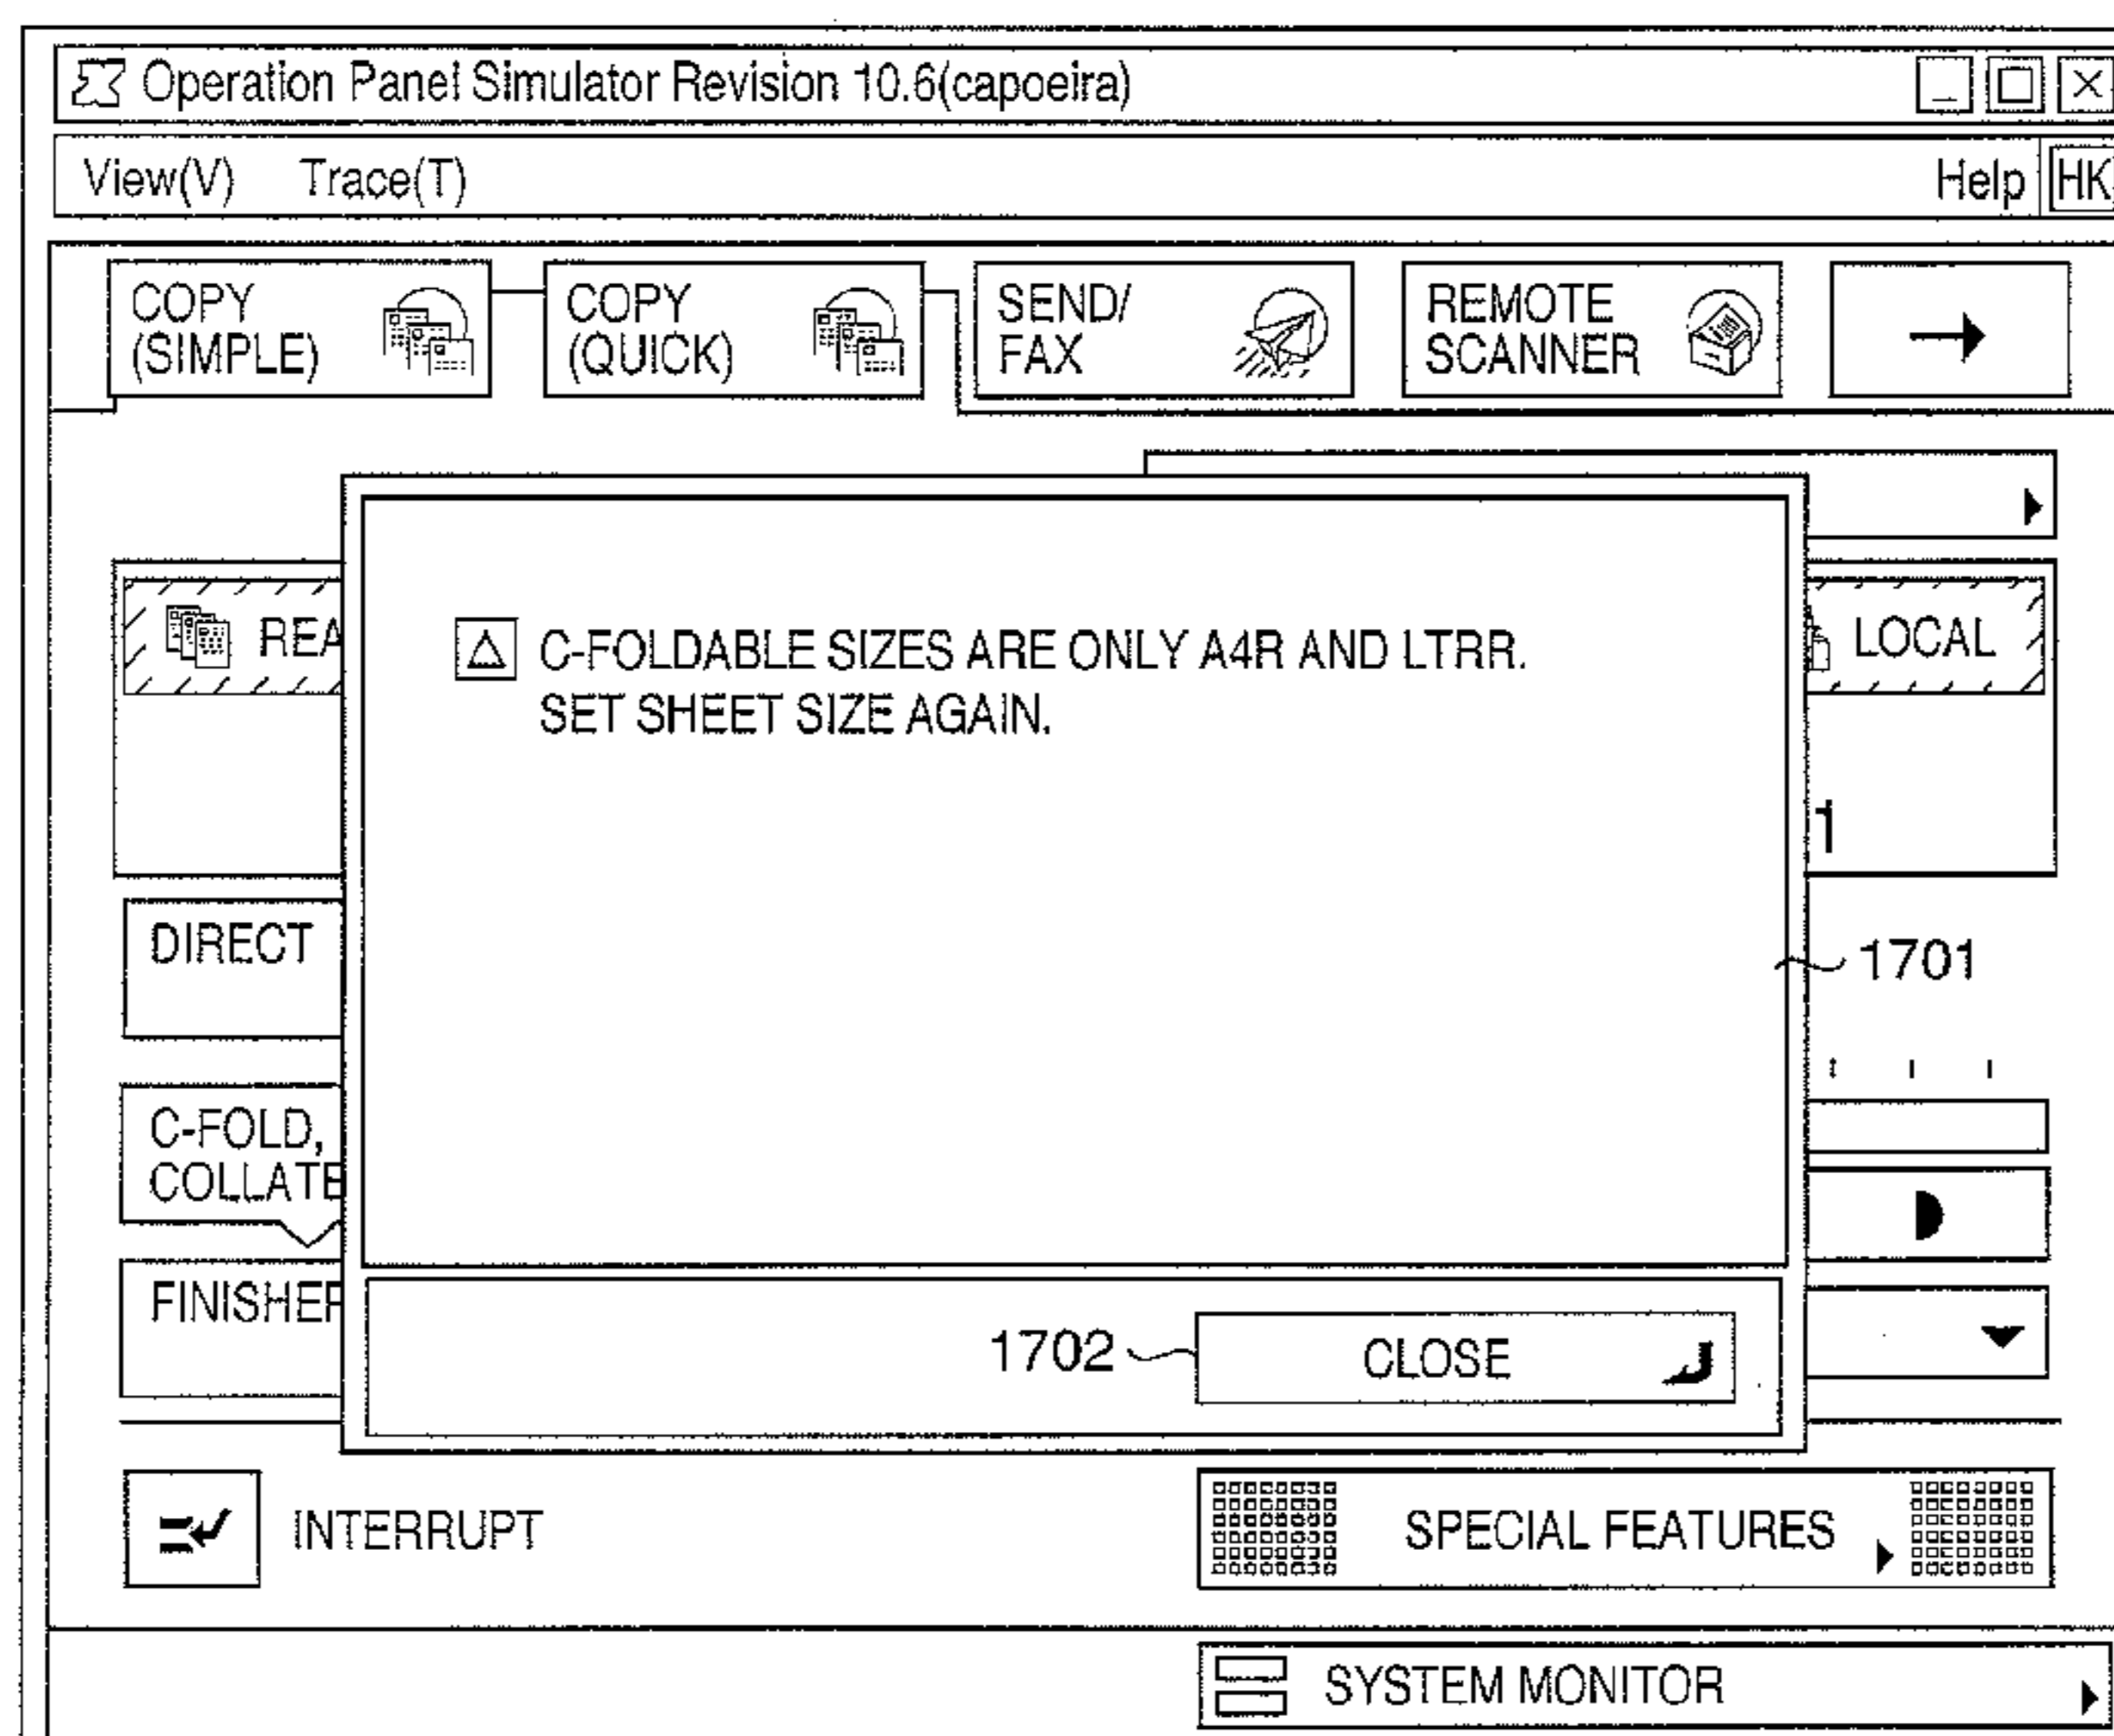 Operation Panel Simulator Revision 10.6(capoeira)
View(V) Trace(T) Help HK
COPY
(SIMPLE)
COPY
(QUICK)
SEND/
FAX
REMOTE
SCANNER
REA
LOCAL
C-FOLDABLE SIZES ARE ONLY A4R AND LTRR.
SET SHEET SIZE AGAIN.
1
DIRECT
1701
C-FOLD,
COLLATE
FINISHER
1702
CLOSE
INTERRUPT
SPECIAL FEATURES
SYSTEM MONITOR